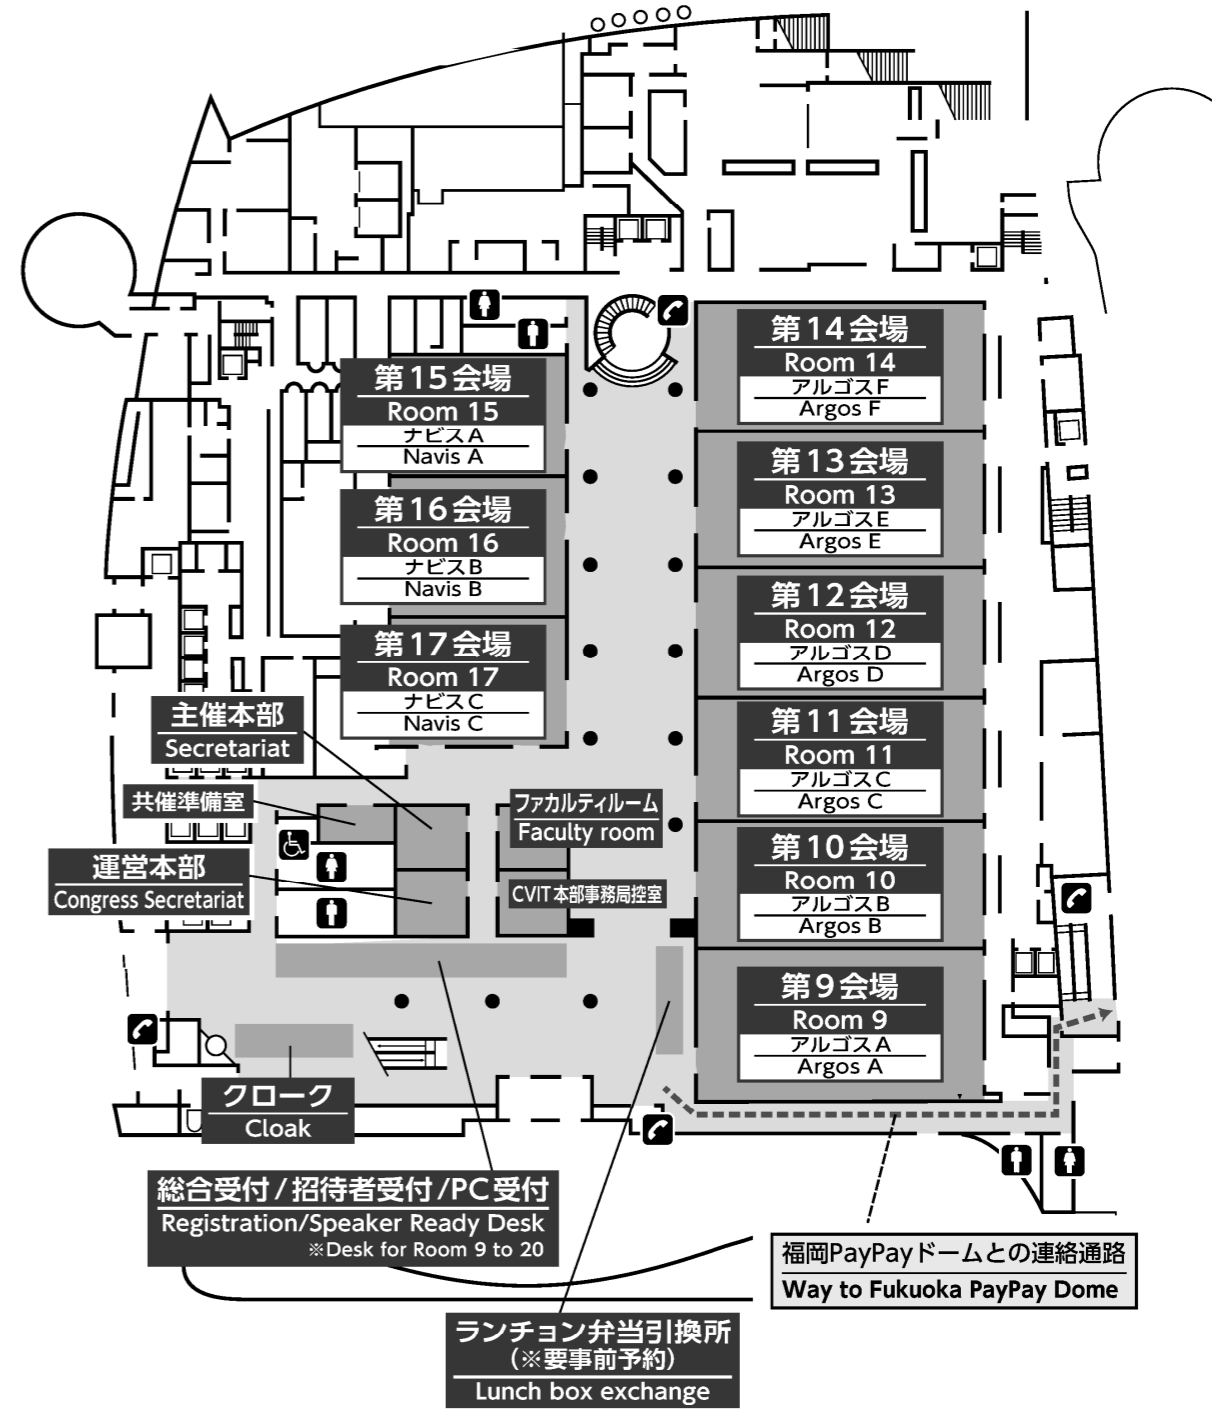 第14会場
Room 14
アルゴスF
Argos F
第15会場
Room 15
ナビスA
Navis A
第13会場
Room 13
アルゴスE
Argos E
第16会場
Room 16
ナビスB
Navis B
第12会場
Room 12
アルゴスD
Argos D
第17会場
Room 17
ナビスC
Navis C
主催本部
Secretariat
第11会場
Room 11
アルゴスC
Argos C
共催準備室
ファカルティルーム
Faculty room
運営本部
Congress Secretariat
CVIT本部事務局控室
第10会場
Room 10
アルゴスB
Argos B
第9会場
Room 9
アルゴスA
Argos A
クローク
Cloak
総合受付/招待者受付/PC受付
Registration/Speaker Ready Desk
※Desk for Room 9 to 20
福岡PayPayドームとの連絡通路
Way to Fukuoka PayPay Dome
ランチョン弁当引換所
（※要事前予約）
Lunch box exchange